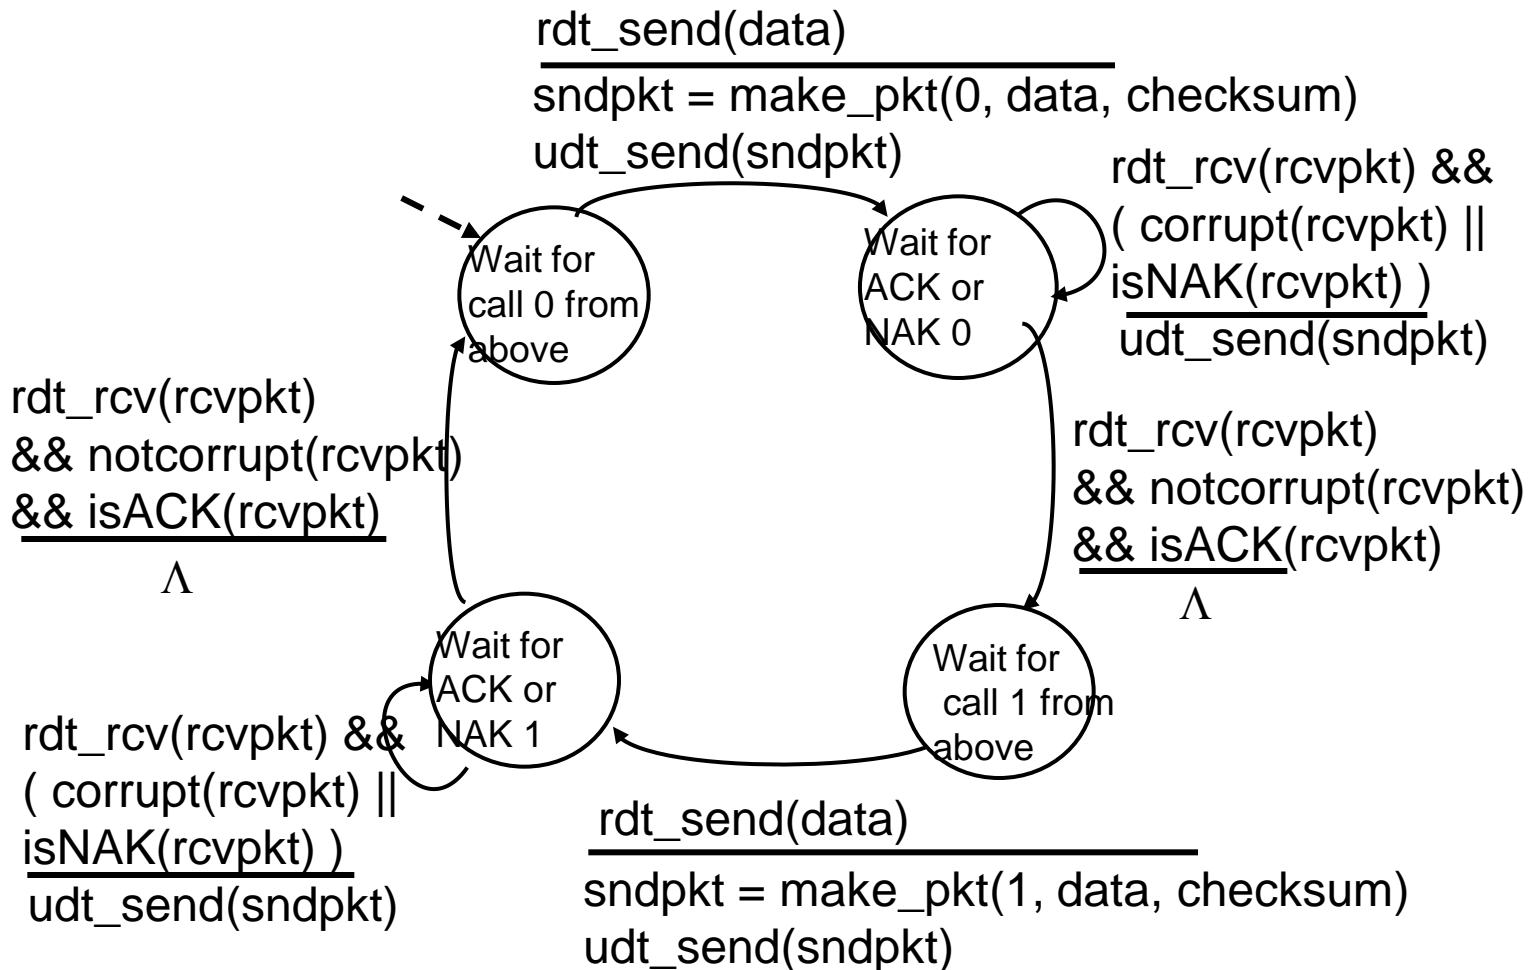 rdt_send(data)
sndpkt = make_pkt(0, data, checksum)
udt_send(sndpkt)
rdt_rcv(rcvpkt) &&
( corrupt(rcvpkt) ||
isNAK(rcvpkt) )
udt_send(sndpkt)
Wait for
call 0 from
above
Wait for
ACK or
NAK 0
rdt_rcv(rcvpkt)
&& notcorrupt(rcvpkt)
&& isACK(rcvpkt)
Λ
rdt_rcv(rcvpkt)
&& notcorrupt(rcvpkt)
&& isACK(rcvpkt)
Λ
Wait for
ACK or
NAK 1
Wait for
call 1 from
above
rdt_rcv(rcvpkt) &&
( corrupt(rcvpkt) ||
isNAK(rcvpkt) )
udt_send(sndpkt)
rdt_send(data)
sndpkt = make_pkt(1, data, checksum)
udt_send(sndpkt)